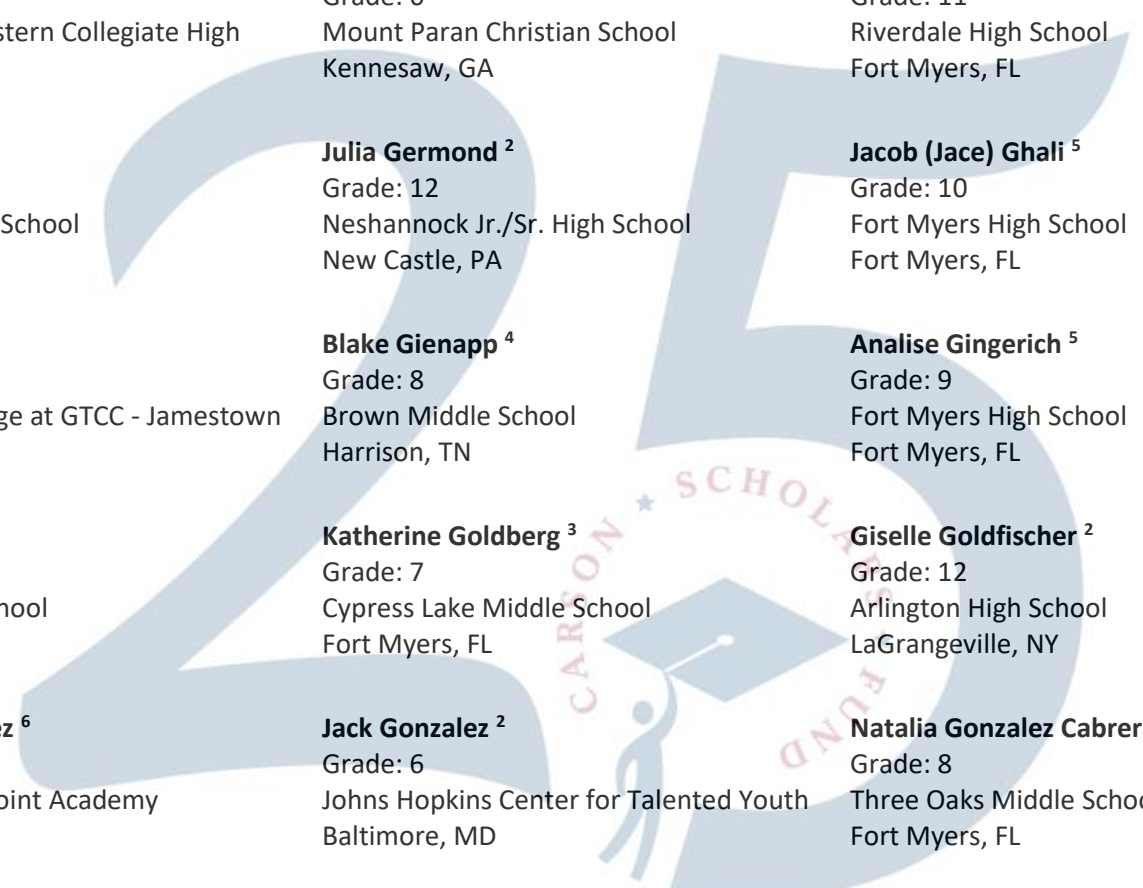 stern Collegiate High
School
ge at GTCC - Jamestown
hool
ez 6
oint Academy
Grade: 6
Mount Paran Christian School
Kennesaw, GA
Julia Germond 2
Grade: 12
Neshannock Jr./Sr. High School
New Castle, PA
Blake Gienapp 4
Grade: 8
Brown Middle School
Harrison, TN
Katherine Goldberg 3
Grade: 7
Cypress Lake Middle School
Fort Myers, FL
Jack Gonzalez 2
Grade: 6
Johns Hopkins Center for Talented Youth
Baltimore, MD
Grade: 11
Riverdale High School
Fort Myers, FL
Jacob (Jace) Ghali 5
Grade: 10
Fort Myers High School
Fort Myers, FL
Analise Gingerich 5
Grade: 9
Fort Myers High School
Fort Myers, FL
Giselle Goldfischer 2
Grade: 12
Arlington High School
LaGrangeville, NY
Natalia Gonzalez Cabrer
Grade: 8
Three Oaks Middle Schoo
Fort Myers, FL
25
CARSON ★ SCHOLARS FUND